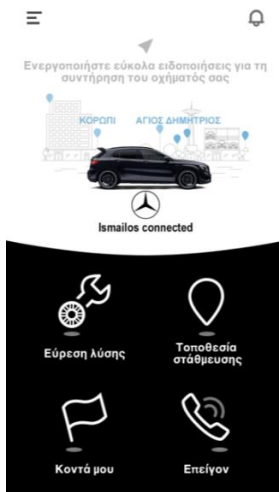 Ενεργοποιήστε εύκολα ειδοποιήσεις για τη
συντήρηση του οχήματός σας
ΚΟΡΩΠΙ ΑΓΙΟΣ ΔΗΜΗΤΡΙΟΣ
Ismailos connected
Εύρεση λύσης
Τοποθεσία
στάθμευσης
Κοντά μου
Επείγον